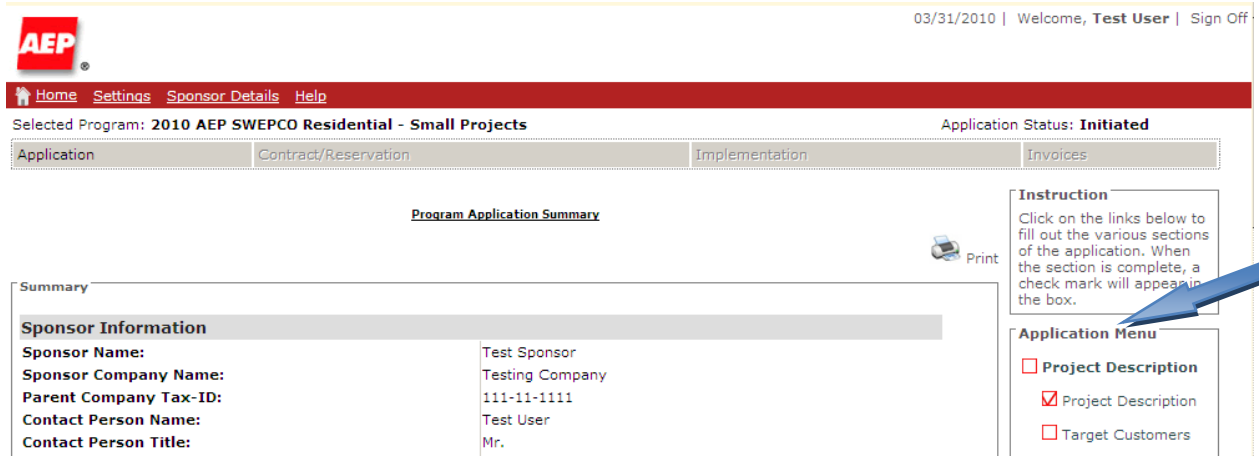 03/31/2010 | Welcome, Test User | Sign Off
AEP
®
Home Settings Sponsor Details Help
Selected Program: 2010 AEP SWEPCO Residential - Small Projects Application Status: Initiated
Application Contract/Reservation Implementation Invoices
Program Application Summary
Print
Instruction
Click on the links below to
fill out the various sections
of the application. When
the section is complete, a
check mark will appear in
the box.
Summary
Sponsor Information
Sponsor Name: Test Sponsor
Sponsor Company Name: Testing Company
Parent Company Tax-ID: 111-11-1111
Contact Person Name: Test User
Contact Person Title: Mr.
Application Menu
Project Description
Project Description
Target Customers